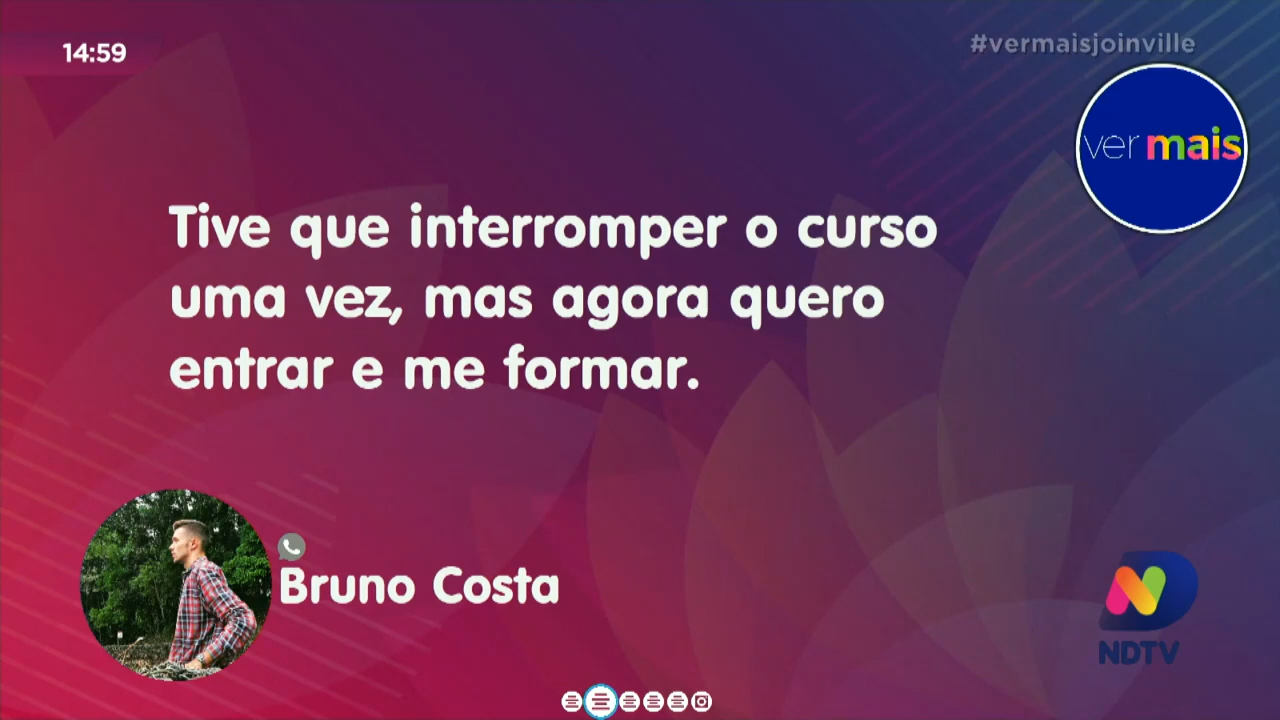 14:59
#vermaisjoinville
ver mais
Tive que interromper o curso
uma vez, mas agora quero
entrar e me formar.
Bruno Costa
NDTV